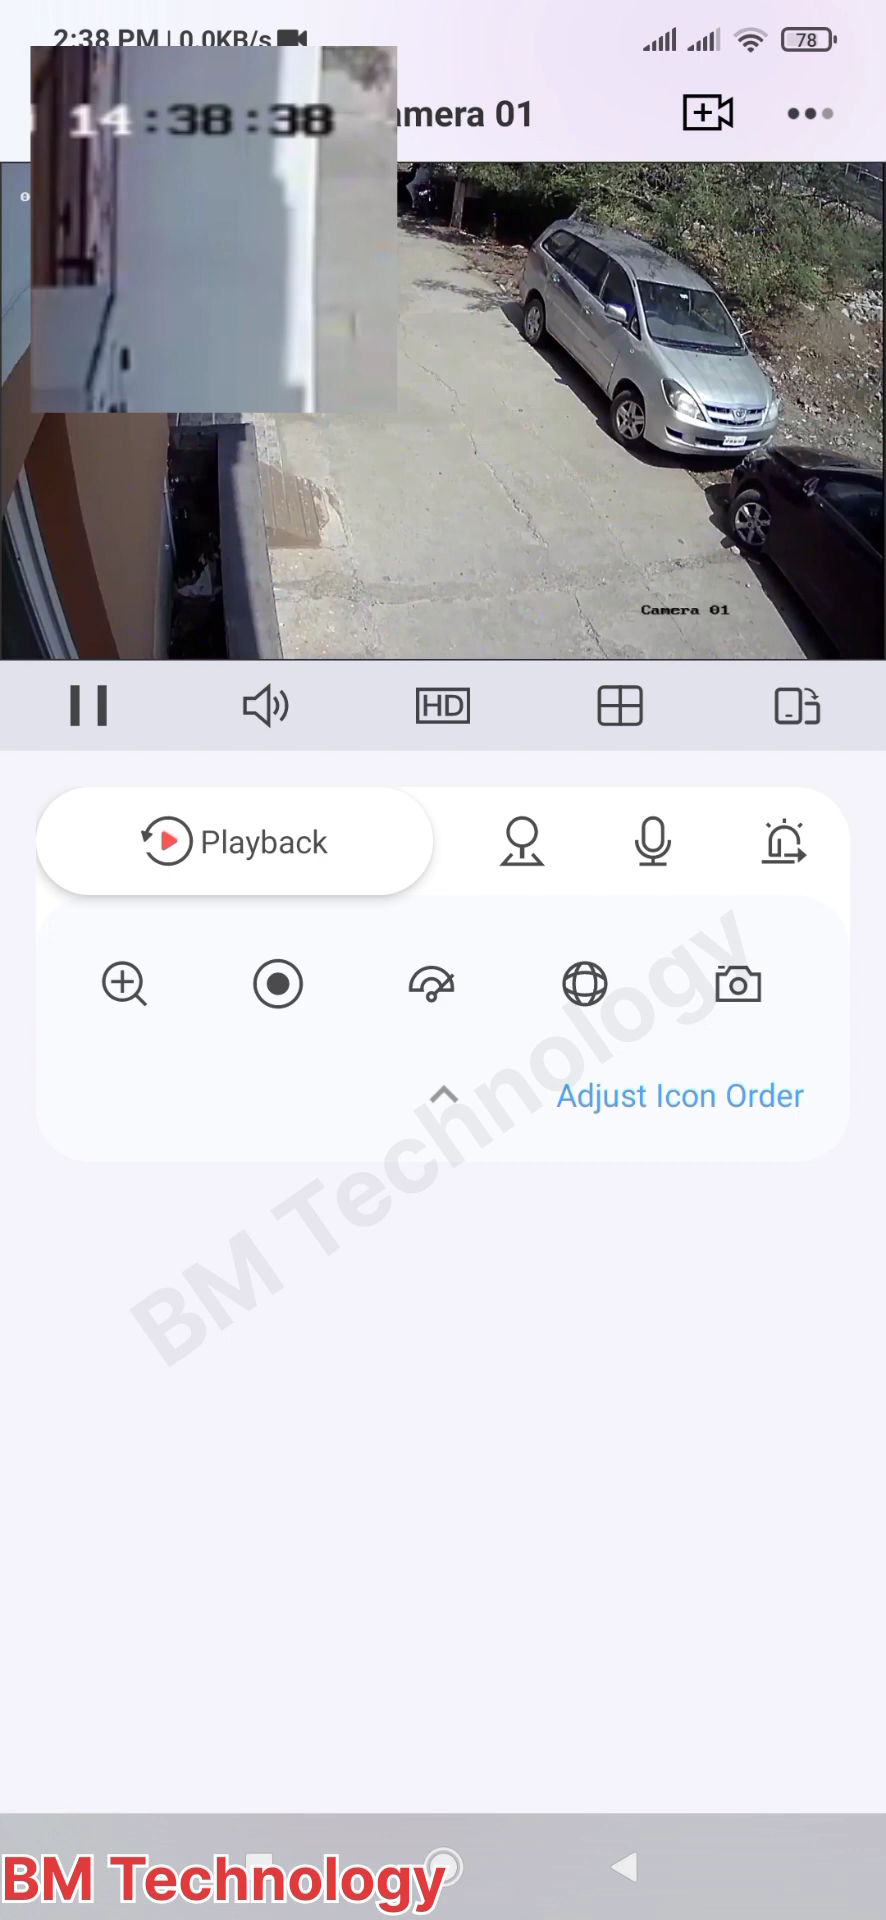 2:38 PM | 0.0KB/s
78
14:38:38
amera 01
Camera 01
HD
Playback
Adjust Icon Order
BM Technology
BM Technology